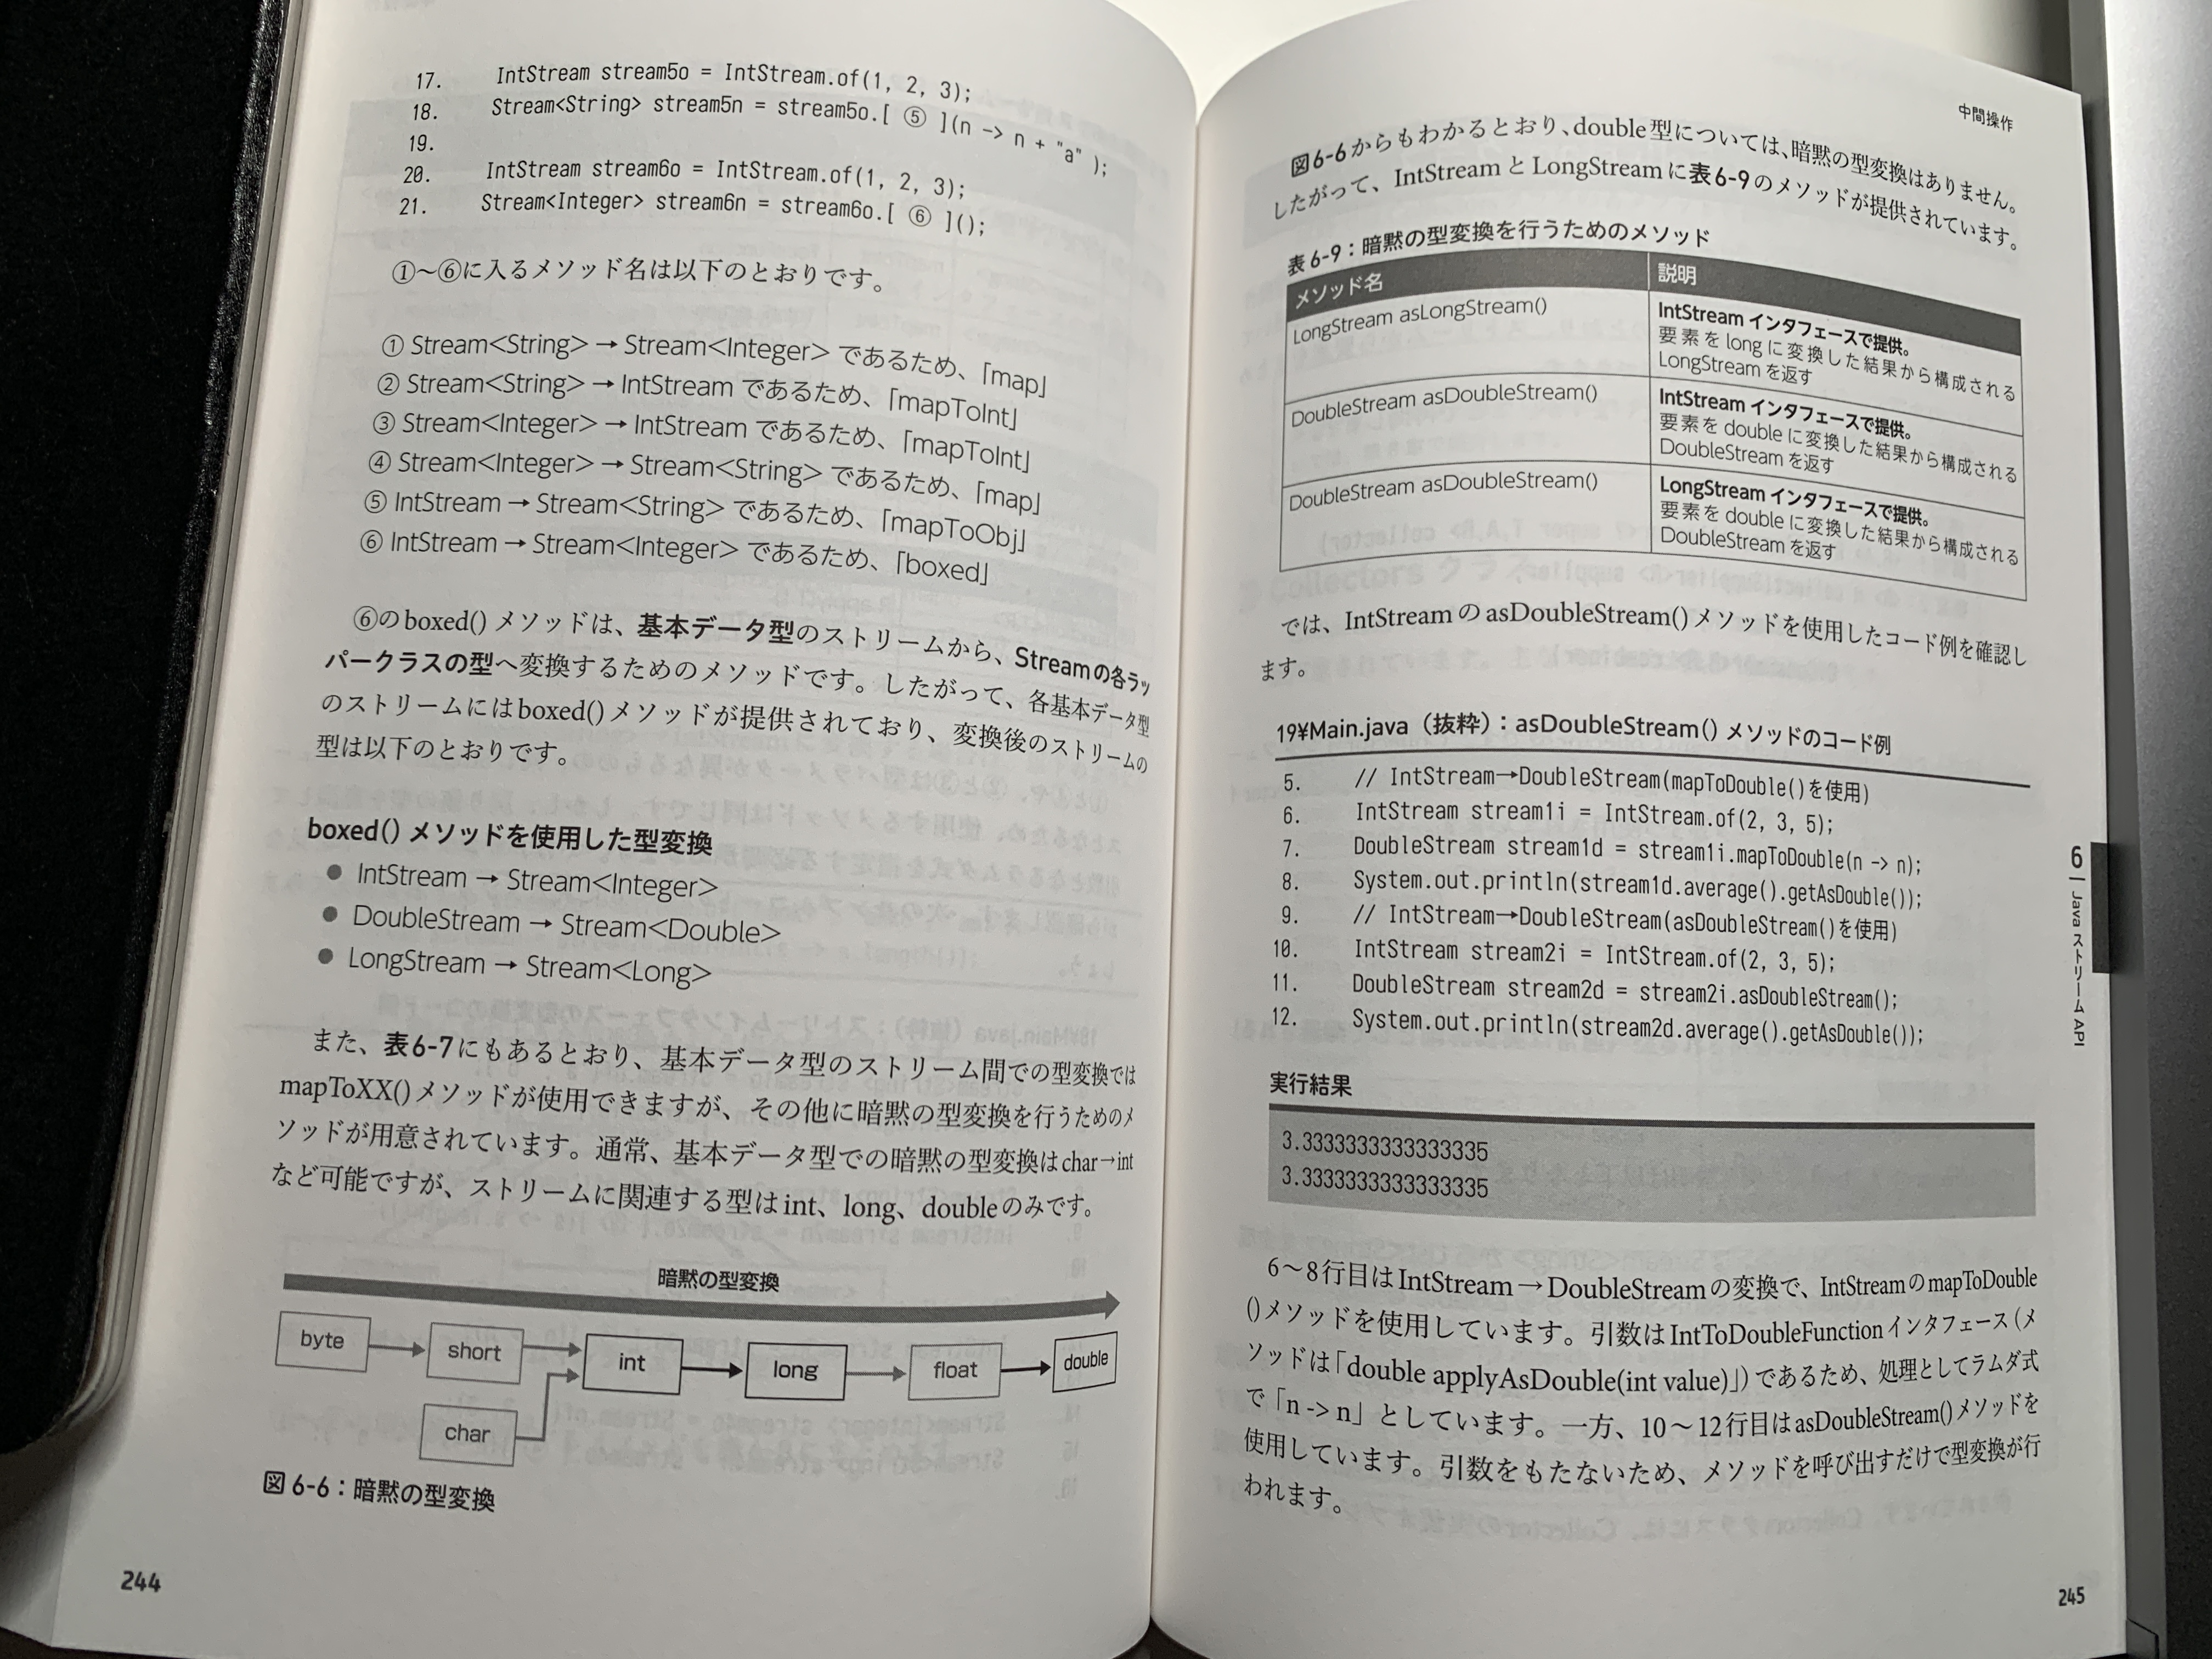 17. IntStream stream5o = IntStream.of(1, 2, 3);
18. Stream<String> stream5n = stream5o.[ ⑤ ](n -> n + "a" );
19.
20. IntStream stream6o = IntStream.of(1, 2, 3);
21. Stream<Integer> stream6n = stream6o.[ ⑥ ]();
①～⑥に入るメソッド名は以下のとおりです。
① Stream<String> → Stream<Integer> であるため、「map」
② Stream<String> → IntStream であるため、「mapToInt」
③ Stream<Integer> → IntStream であるため、「mapToInt」
④ Stream<Integer> → Stream<String> であるため、「map」
⑤ IntStream → Stream<String> であるため、「mapToObj」
⑥ IntStream → Stream<Integer> であるため、「boxed」
⑥のboxed() メソッドは、基本データ型のストリームから、Streamの各ラッ
パークラスの型へ変換するためのメソッドです。したがって、各基本データ型
のストリームにはboxed()メソッドが提供されており、変換後のストリームの
型は以下のとおりです。
boxed() メソッドを使用した型変換
● IntStream → Stream<Integer>
● DoubleStream → Stream<Double>
● LongStream → Stream<Long>
また、表6-7にもあるとおり、基本データ型のストリーム間での型変換では
mapToXX()メソッドが使用できますが、その他に暗黙の型変換を行うためのメ
ソッドが用意されています。通常、基本データ型での暗黙の型変換はchar→int
など可能ですが、ストリームに関連する型はint、long、doubleのみです。
暗黙の型変換
byte
short
int
long
float
double
char
図 6-6：暗黙の型変換
244
中間操作
図6-6からもわかるとおり、double型については、暗黙の型変換はありません。
したがって、IntStream と LongStream に表6-9のメソッドが提供されています。
表 6-9：暗黙の型変換を行うためのメソッド
メソッド名 説明
LongStream asLongStream() IntStream インタフェースで提供。
要素を long に変換した結果から構成される
LongStream を返す
DoubleStream asDoubleStream() IntStream インタフェースで提供。
要素を double に変換した結果から構成される
DoubleStream を返す
DoubleStream asDoubleStream() LongStream インタフェースで提供。
要素を double に変換した結果から構成される
DoubleStream を返す
では、IntStream の asDoubleStream() メソッドを使用したコード例を確認し
ます。
19¥Main.java（抜粋）：asDoubleStream() メソッドのコード例
5. // IntStream→DoubleStream(mapToDouble()を使用)
6. IntStream stream1i = IntStream.of(2, 3, 5);
7. DoubleStream stream1d = stream1i.mapToDouble(n -> n);
8. System.out.println(stream1d.average().getAsDouble());
9. // IntStream→DoubleStream(asDoubleStream()を使用)
10. IntStream stream2i = IntStream.of(2, 3, 5);
11. DoubleStream stream2d = stream2i.asDoubleStream();
12. System.out.println(stream2d.average().getAsDouble());
実行結果
3.3333333333333335
3.3333333333333335
6～8行目はIntStream→DoubleStreamの変換で、IntStreamのmapToDouble
()メソッドを使用しています。引数はIntToDoubleFunctionインタフェース（メ
ソッドは「double applyAsDouble(int value)」）であるため、処理としてラムダ式
で「n -> n」としています。一方、10～12行目はasDoubleStream()メソッドを
使用しています。引数をもたないため、メソッドを呼び出すだけで型変換が行
われます。
6 Java ストリーム API
245